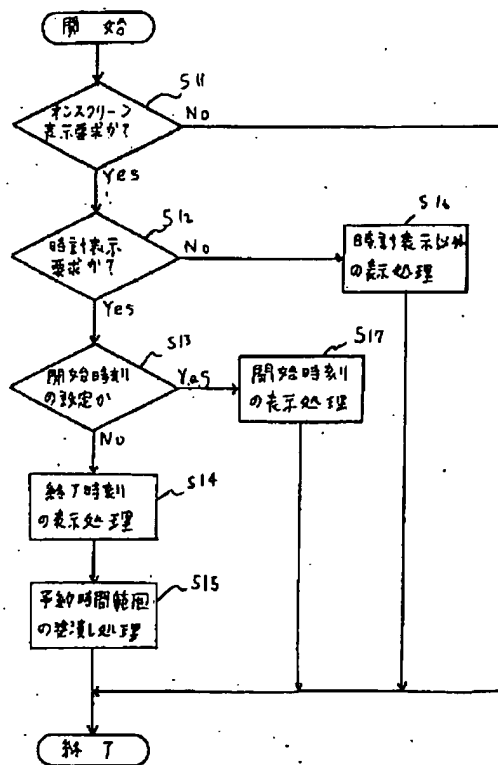 開始
S11
オンスクリーン
表示要求か?
No
Yes
S12
時計表示
要求か?
No
S16
時計表示以外
の表示処理
Yes
S13
開始時刻
の設定か
Yes
S17
開始時刻
の表示処理
No
S14
終了時刻
の表示処理
S15
予約時間範囲
の塗潰し処理
終了